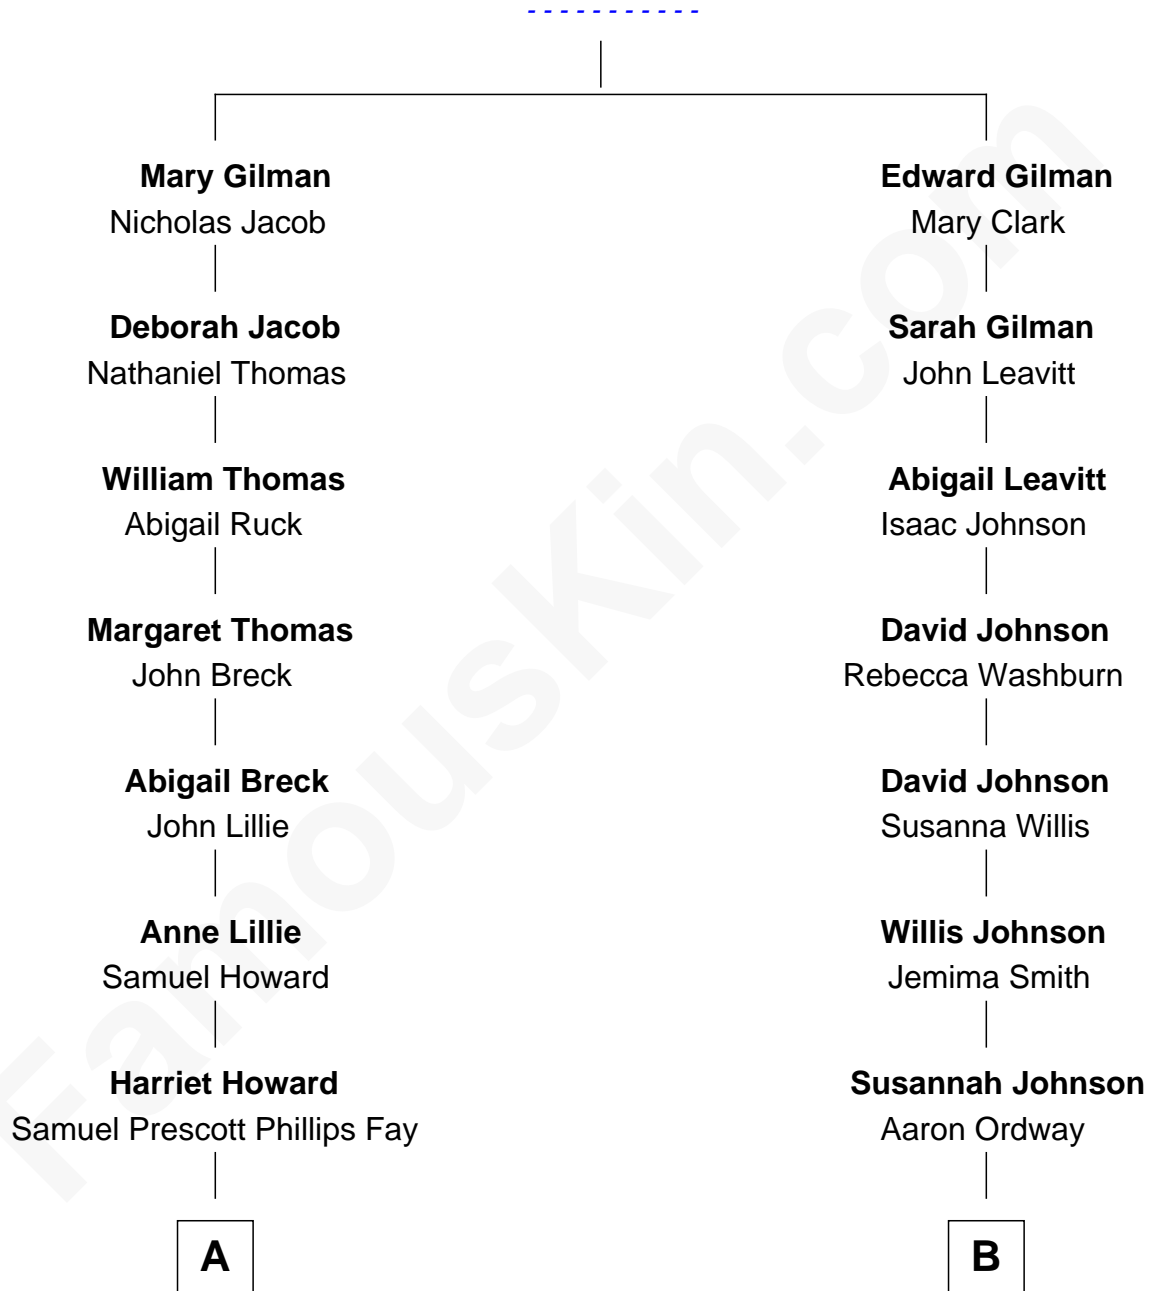 - - - - - - - - - - -
Mary Gilman
Nicholas Jacob
Edward Gilman
Mary Clark
Deborah Jacob
Nathaniel Thomas
Sarah Gilman
John Leavitt
William Thomas
Abigail Ruck
Abigail Leavitt
Isaac Johnson
Margaret Thomas
John Breck
David Johnson
Rebecca Washburn
Abigail Breck
John Lillie
David Johnson
Susanna Willis
Anne Lillie
Samuel Howard
Willis Johnson
Jemima Smith
Harriet Howard
Samuel Prescott Phillips Fay
Susannah Johnson
Aaron Ordway
A
B
FamousKin.com